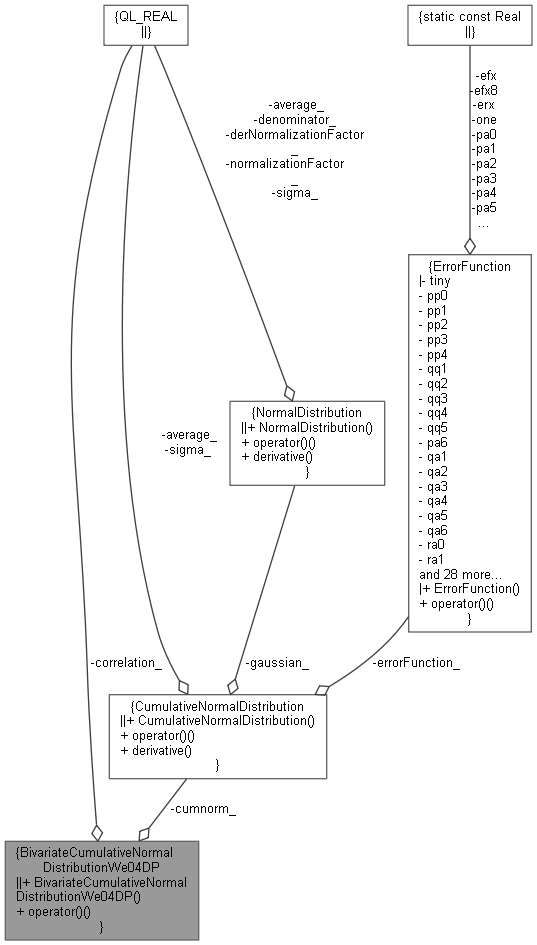 {QL_REAL
||}
{static const Real
||}
-average_
-denominator_
-derNormalizationFactor
_
-normalizationFactor
_
-sigma_
-efx
-efx8
-erx
-one
-pa0
-pa1
-pa2
-pa3
-pa4
-pa5
...
{ErrorFunction
|- tiny
- pp0
- pp1
- pp2
- pp3
- pp4
- qq1
- qq2
- qq3
- qq4
- qq5
- pa6
- qa1
- qa2
- qa3
- qa4
- qa5
- qa6
- ra0
- ra1
and 28 more...
|+ ErrorFunction()
+ operator()()
}
{NormalDistribution
||+ NormalDistribution()
+ operator()()
+ derivative()
}
-average_
-sigma_
-correlation_
-gaussian_
-errorFunction_
{CumulativeNormalDistribution
||+ CumulativeNormalDistribution()
+ operator()()
+ derivative()
}
-cumnorm_
{BivariateCumulativeNormal
DistributionWe04DP
||+ BivariateCumulativeNormal
DistributionWe04DP()
+ operator()()
}